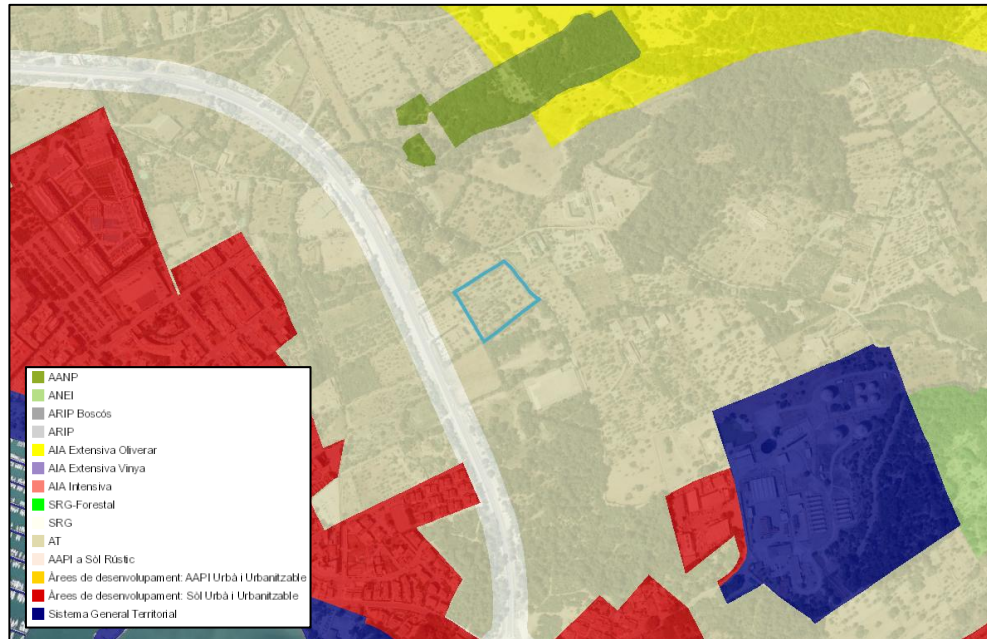 AANP
ANEI
ARIP Boscós
ARIP
AIA Extensiva Oliverar
AIA Extensiva Vinya
AIA Intensiva
SRG-Forestal
SRG
AT
AAPI a Sòl Rústic
Àrees de desenvolupament: AAPI Urbà i Urbanitzable
Àrees de desenvolupament: Sòl Urbà i Urbanitzable
Sistema General Territorial